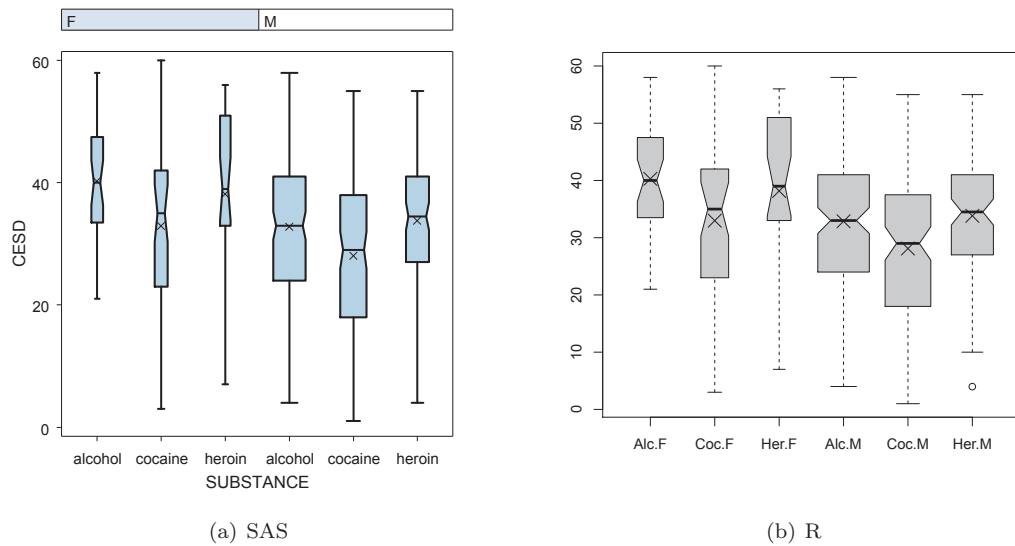 F
M
60
40
20
0
CESD
alcohol cocaine heroin alcohol cocaine heroin
SUBSTANCE
(a) SAS
60
50
40
30
20
10
0
Alc.F Coc.F Her.F Alc.M Coc.M Her.M
(b) R